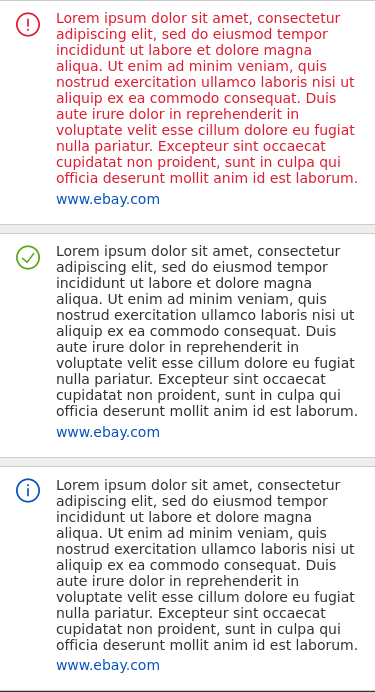 Lorem ipsum dolor sit amet, consectetur
adipiscing elit, sed do eiusmod tempor
incididunt ut labore et dolore magna
aliqua. Ut enim ad minim veniam, quis
nostrud exercitation ullamco laboris nisi ut
aliquip ex ea commodo consequat. Duis
aute irure dolor in reprehenderit in
voluptate velit esse cillum dolore eu fugiat
nulla pariatur. Excepteur sint occaecat
cupidatat non proident, sunt in culpa qui
officia deserunt mollit anim id est laborum.
www.ebay.com
Lorem ipsum dolor sit amet, consectetur
adipiscing elit, sed do eiusmod tempor
incididunt ut labore et dolore magna
aliqua. Ut enim ad minim veniam, quis
nostrud exercitation ullamco laboris nisi ut
aliquip ex ea commodo consequat. Duis
aute irure dolor in reprehenderit in
voluptate velit esse cillum dolore eu fugiat
nulla pariatur. Excepteur sint occaecat
cupidatat non proident, sunt in culpa qui
officia deserunt mollit anim id est laborum.
www.ebay.com
Lorem ipsum dolor sit amet, consectetur
adipiscing elit, sed do eiusmod tempor
incididunt ut labore et dolore magna
aliqua. Ut enim ad minim veniam, quis
nostrud exercitation ullamco laboris nisi ut
aliquip ex ea commodo consequat. Duis
aute irure dolor in reprehenderit in
voluptate velit esse cillum dolore eu fugiat
nulla pariatur. Excepteur sint occaecat
cupidatat non proident, sunt in culpa qui
officia deserunt mollit anim id est laborum.
www.ebay.com